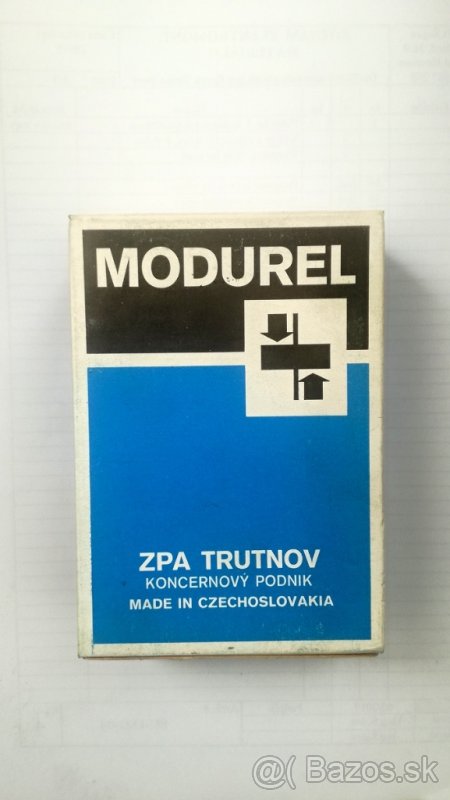 MODUREL
ZPA TRUTNOV
KONCERNOVÝ PODNIK
MADE IN CZECHOSLOVAKIA
@( Bazos.sk